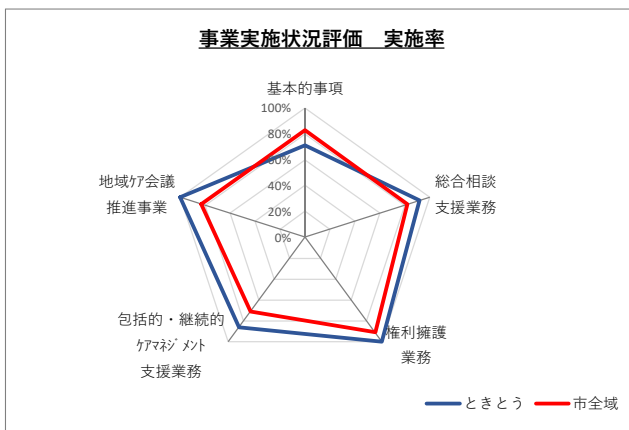 事業実施状況評価　実施率
基本的事項
100%
80%
60%
40%
20%
0%
総合相談
支援業務
権利擁護
業務
包括的・継続的
ｹｱﾏﾈｼﾞﾒﾝﾄ
支援業務
地域ｹｱ会議
推進事業
ときとう
市全域